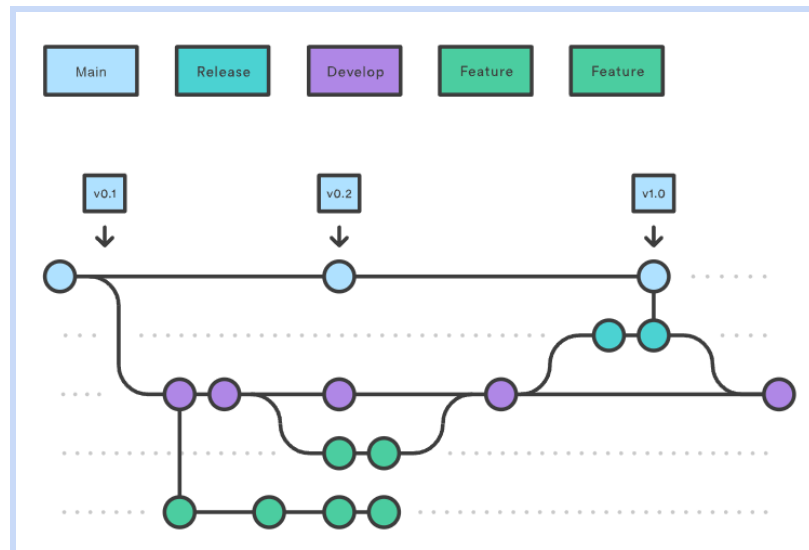 Main
Release
Develop
Feature
Feature
v0.1
v0.2
v1.0